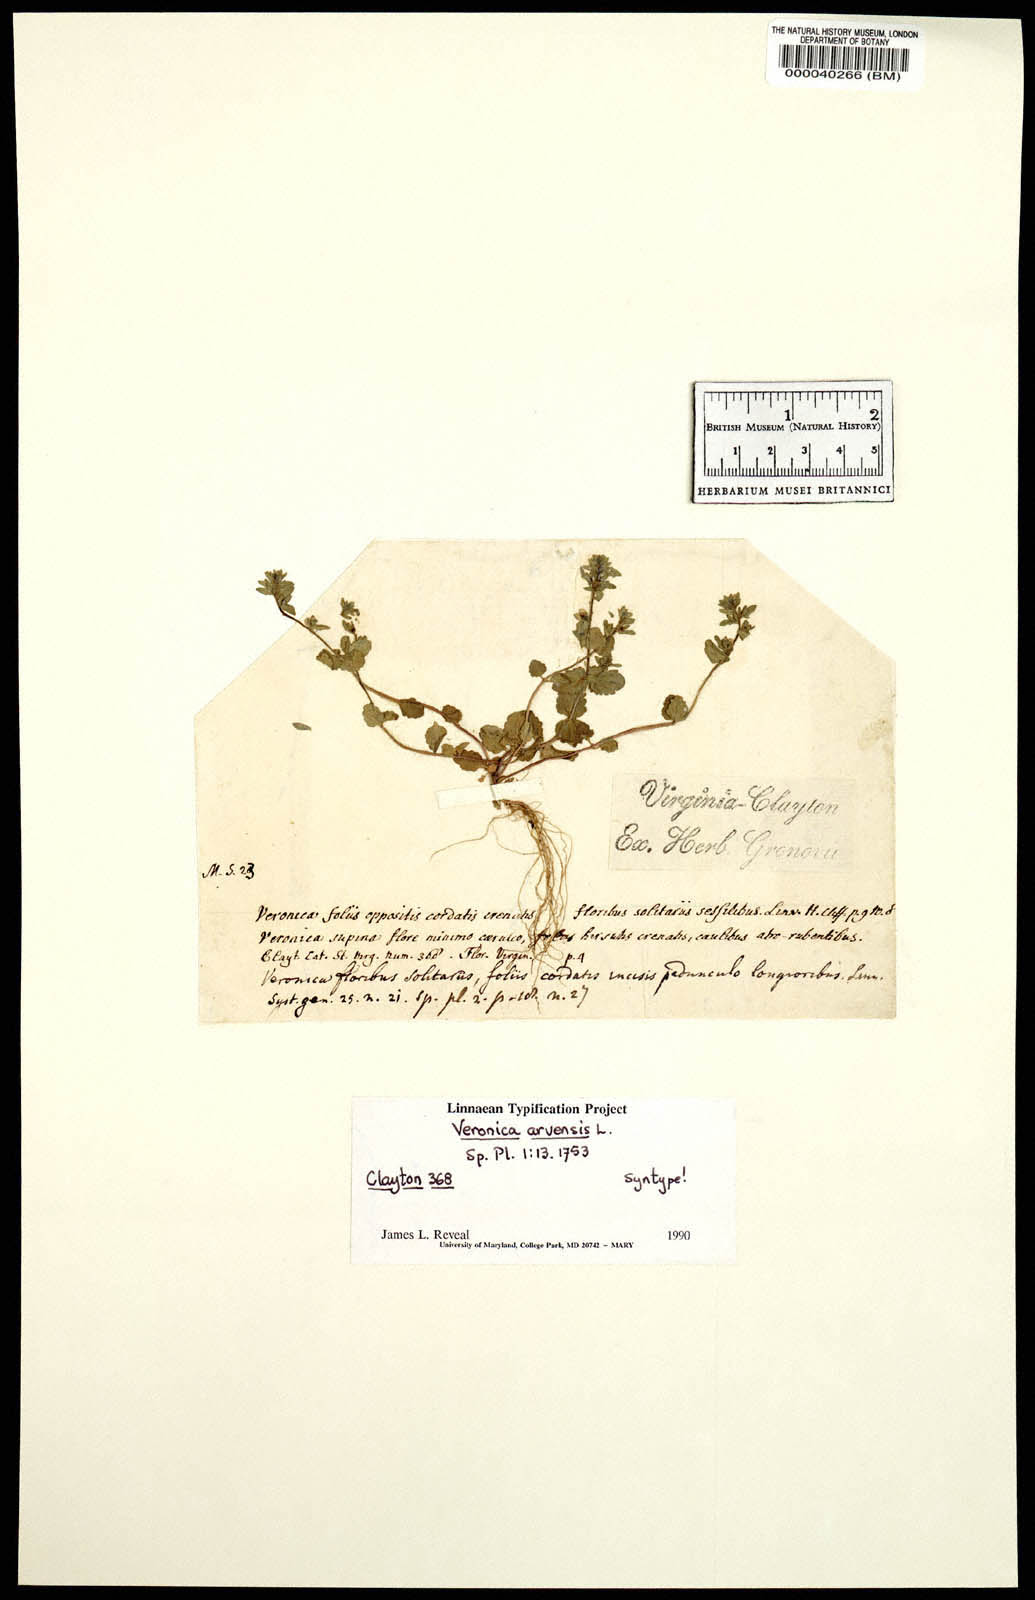 THE NATURAL HISTORY MUSEUM, LONDON
DEPARTMENT OF BOTANY
000040266 (BM)
1 2
BRITISH MUSEUM (NATURAL HISTORY)
1 2 3 4 5
HERBARIUM MUSEI BRITANNICI
Virginia-Clayton
Ex. Herb. Gronovii
M. S. 23
Veronica foliis oppositis cordatis crenatis floribus solitariis sessilibus. Linn. H. Cliff. p. 9 n. 8
Veronica supina flore minimo cæruleo, foliis hirsutis crenatis, caulibus atro-rubentibus.
Clayt. Cat. St. Virg. num. 368. Flor. Virgin. p. 4
Veronica floribus solitariis, foliis cordatis incisis pedunculo longioribus. Linn.
Syst. gen. 25. n. 21. Sp. pl. 2. p. n. 27
Linnaean Typification Project
Veronica arvensis L.
Sp. Pl. 1:13. 1753
Clayton 368 Syntype!
James L. Reveal 1990
University of Maryland, College Park, MD 20742 – MARY